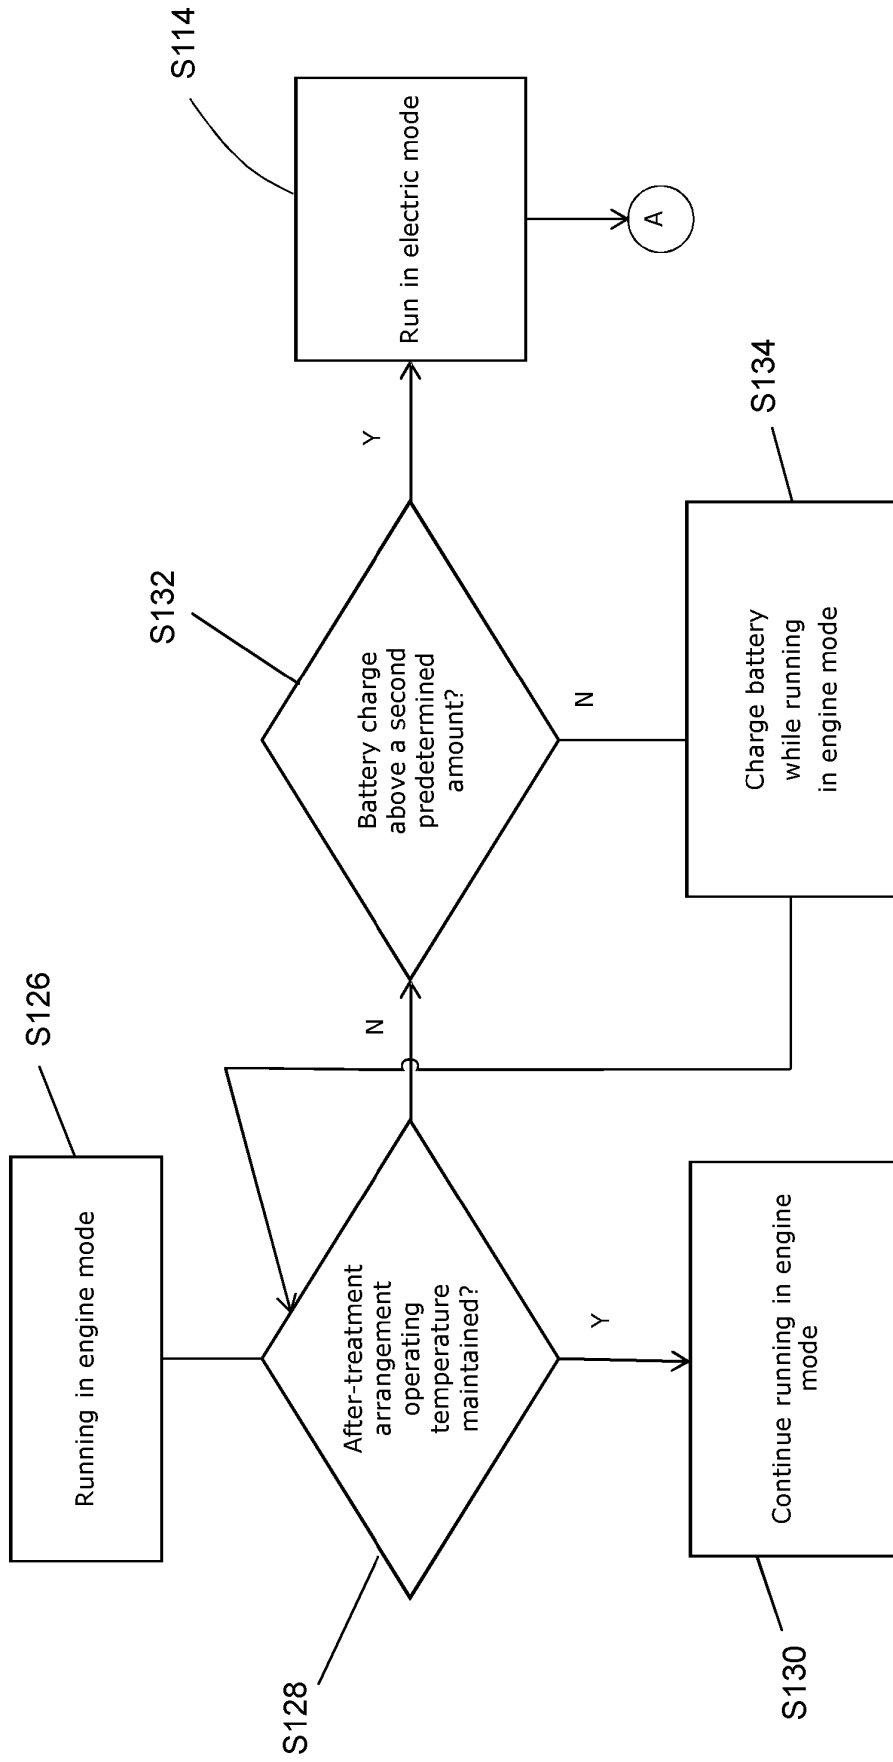 S126
Running in engine mode
S128
After-treatment
arrangement
operating
temperature
maintained?
N
Y
S130
Continue running in engine
mode
S132
Battery charge
above a second
predetermined
amount?
Y
N
S134
Charge battery
while running
in engine mode
S114
Run in electric mode
A